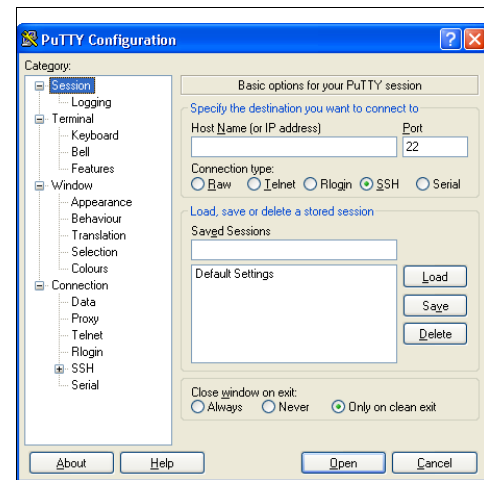 PuTTY Configuration
Category:
Session
Logging
Terminal
Keyboard
Bell
Features
Window
Appearance
Behaviour
Translation
Selection
Colours
Connection
Data
Proxy
Telnet
Rlogin
SSH
Serial
Basic options for your PuTTY session
Specify the destination you want to connect to
Host Name (or IP address) Port
22
Connection type:
Raw Telnet Rlogin SSH Serial
Load, save or delete a stored session
Saved Sessions
Default Settings
Load
Save
Delete
Close window on exit:
Always Never Only on clean exit
About Help Open Cancel